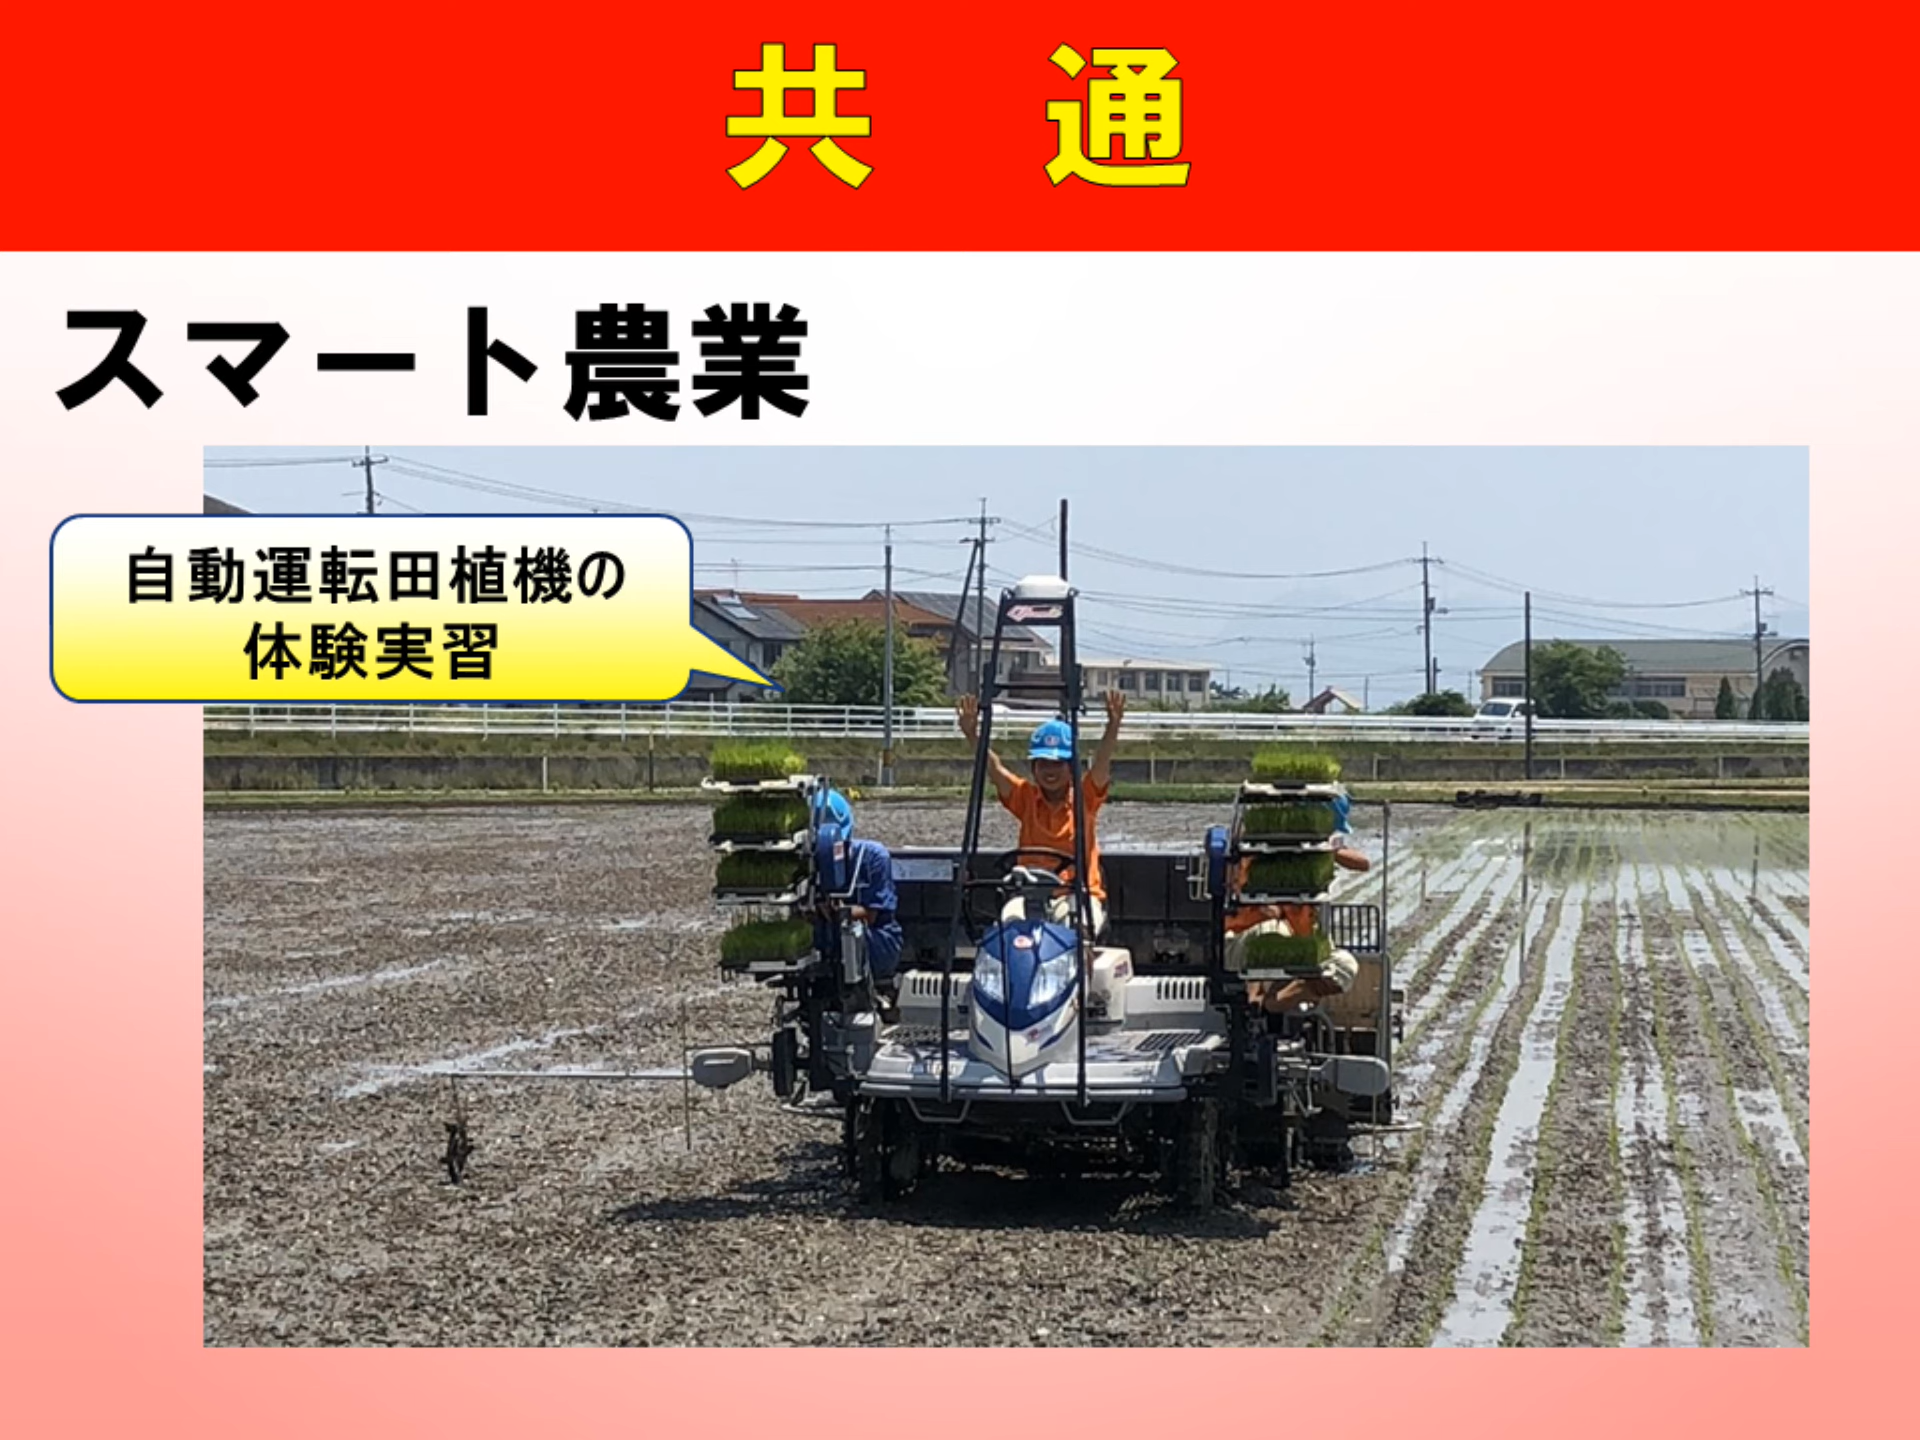 共　通
スマート農業
自動運転田植機の
体験実習